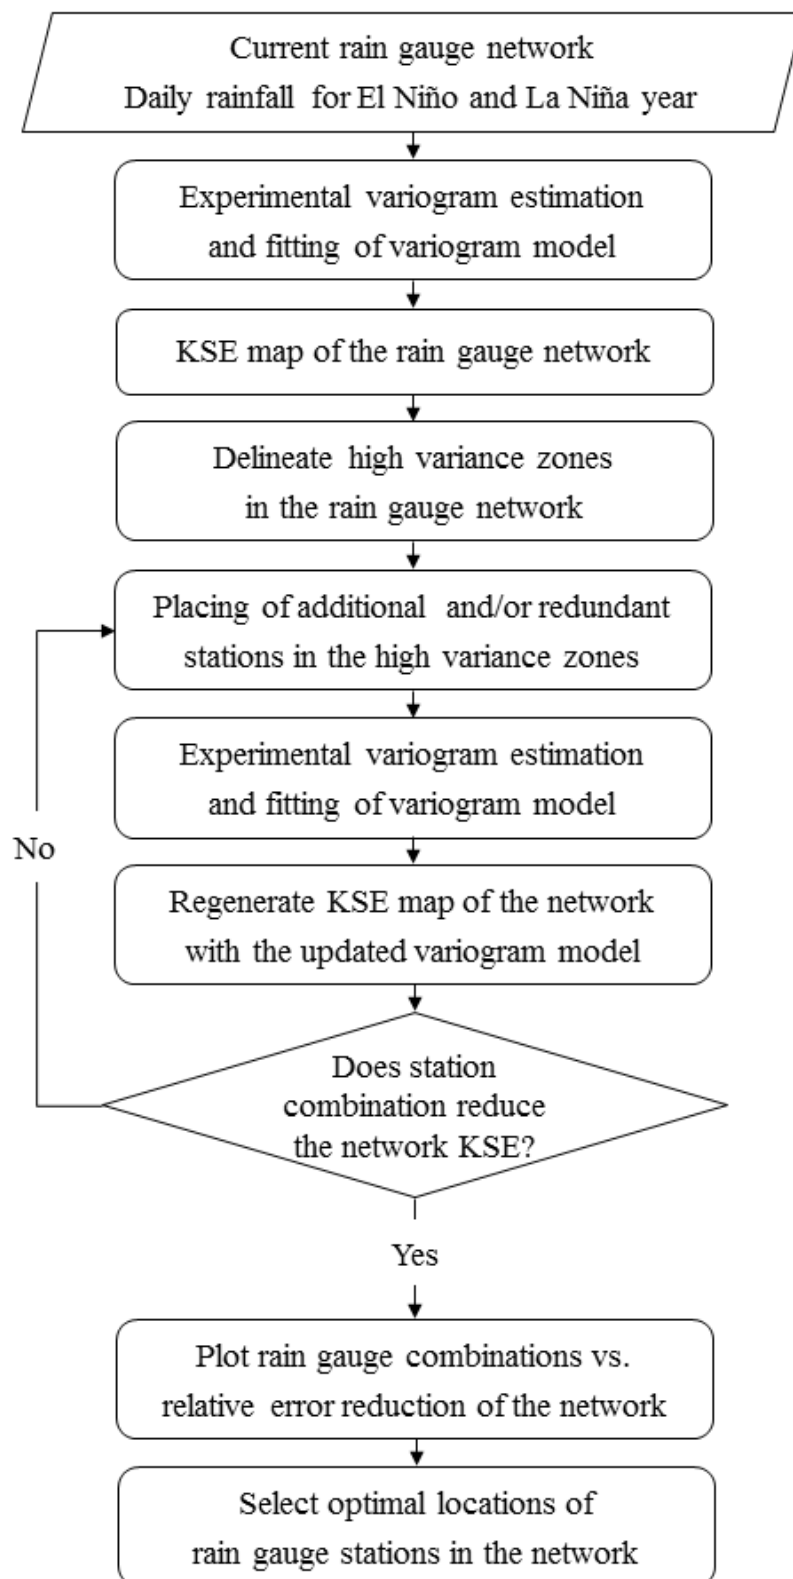 Current rain gauge network
Daily rainfall for El Niño and La Niña year
Experimental variogram estimation
and fitting of variogram model
KSE map of the rain gauge network
Delineate high variance zones
in the rain gauge network
Placing of additional and/or redundant
stations in the high variance zones
Experimental variogram estimation
and fitting of variogram model
No
Regenerate KSE map of the network
with the updated variogram model
Does station
combination reduce
the network KSE?
Yes
Plot rain gauge combinations vs.
relative error reduction of the network
Select optimal locations of
rain gauge stations in the network